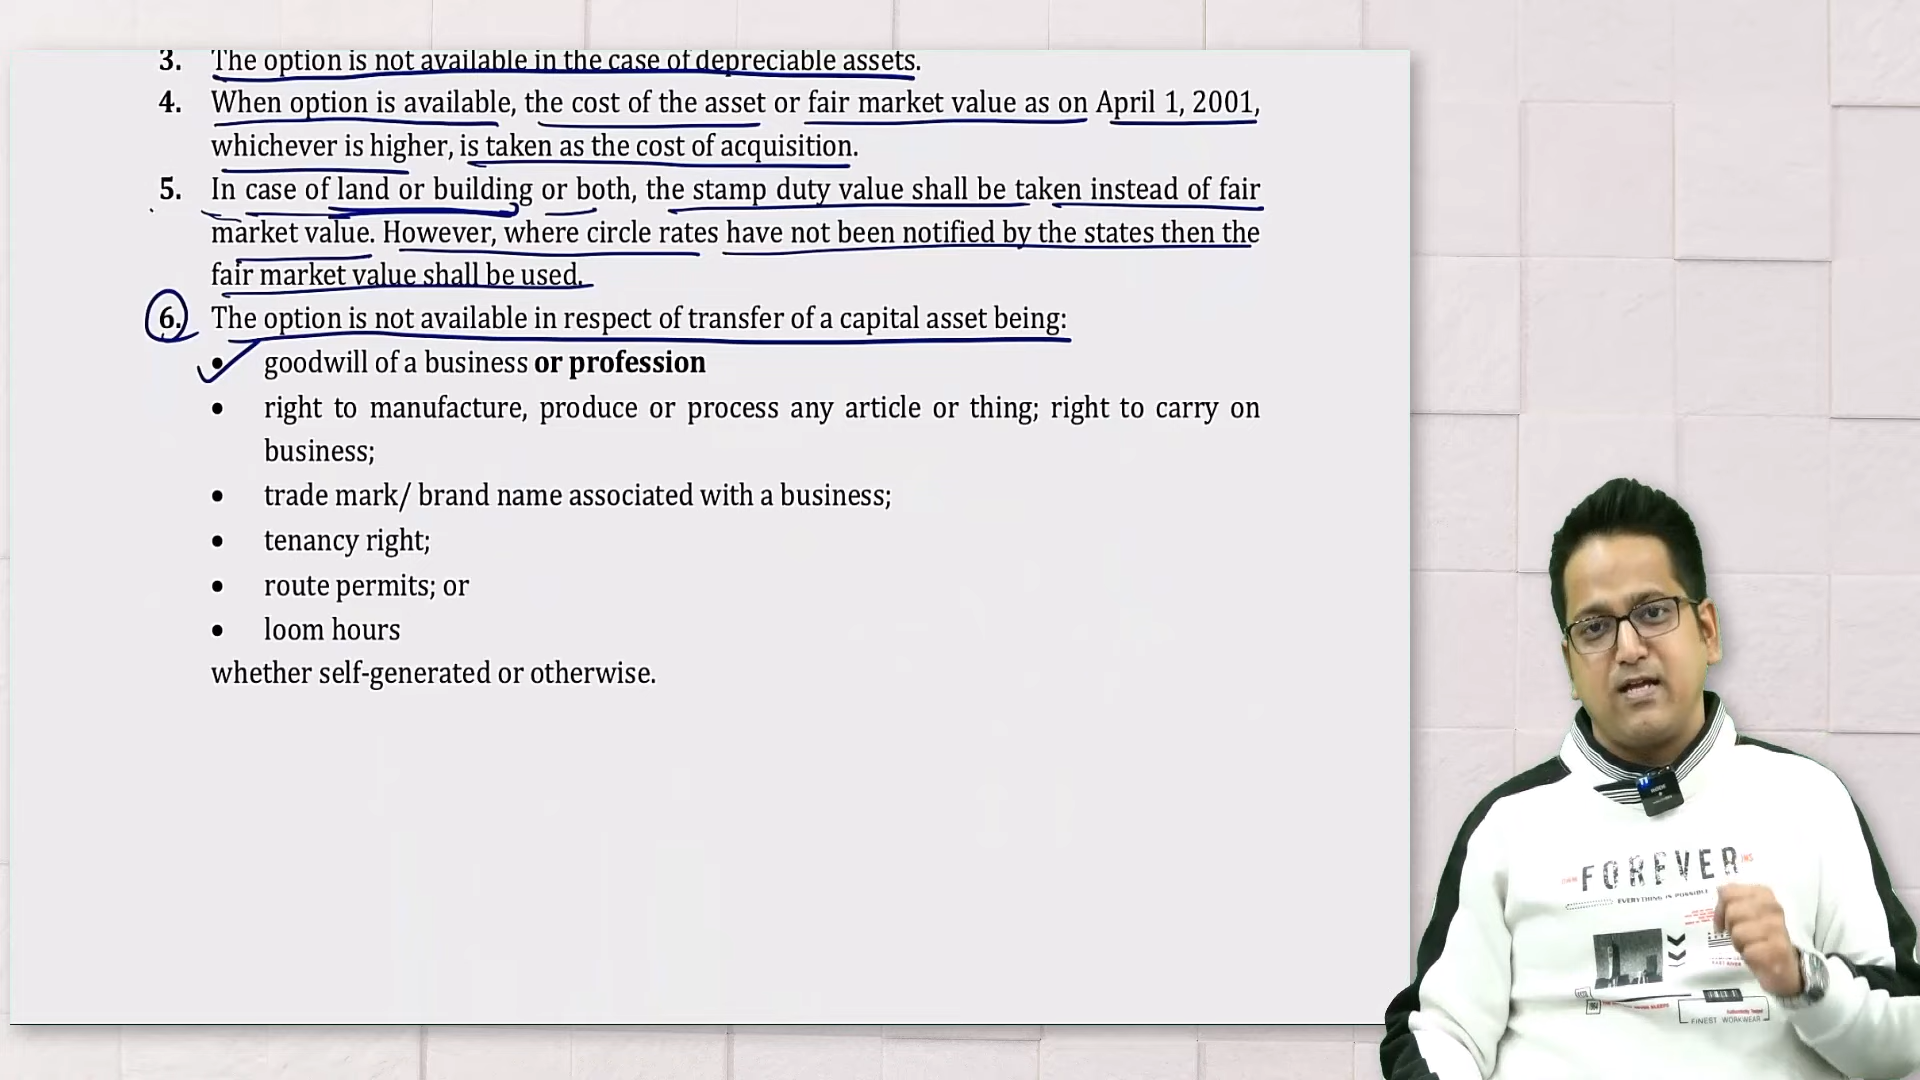 3. The option is not available in the case of depreciable assets.
4. When option is available, the cost of the asset or fair market value as on April 1, 2001,
whichever is higher, is taken as the cost of acquisition.
5. In case of land or building or both, the stamp duty value shall be taken instead of fair
market value. However, where circle rates have not been notified by the states then the
fair market value shall be used.
6. The option is not available in respect of transfer of a capital asset being:
• goodwill of a business or profession
• right to manufacture, produce or process any article or thing; right to carry on
business;
• trade mark/ brand name associated with a business;
• tenancy right;
• route permits; or
• loom hours
whether self-generated or otherwise.
FOREVER
EVERYTHING IS POSSIBLE
FINEST WORKWEAR